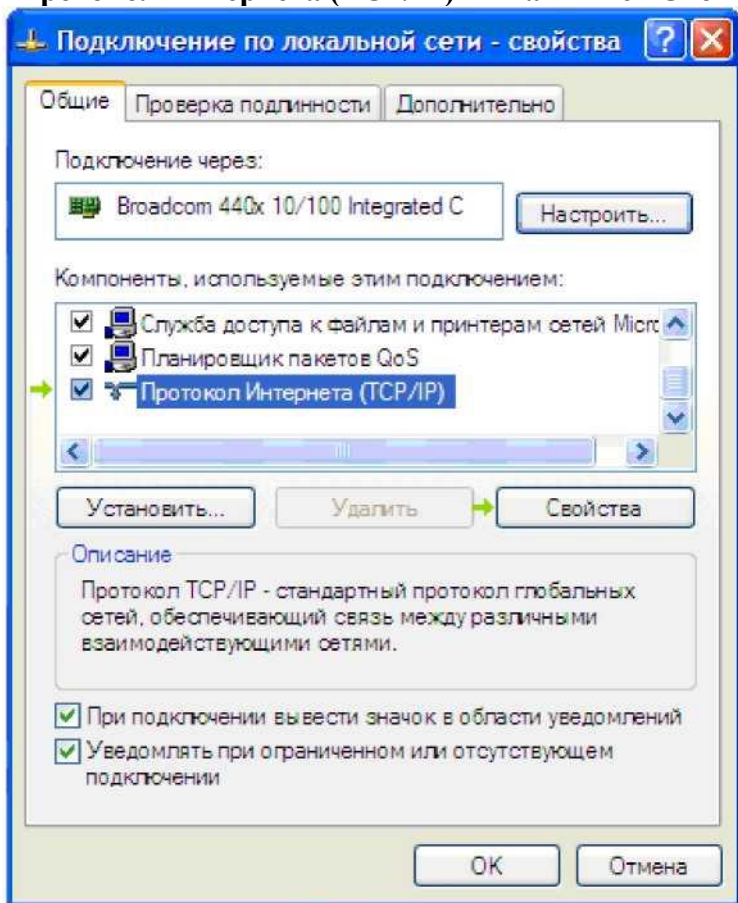 Подключение по локальной сети - свойства
Общие Проверка подлинности Дополнительно
Подключение через:
Broadcom 440x 10/100 Integrated C Настроить...
Компоненты, используемые этим подключением:
Служба доступа к файлам и принтерам сетей Micr
Планировщик пакетов QoS
Протокол Интернета (TCP/IP)
Установить... Удалить Свойства
Описание
Протокол TCP/IP - стандартный протокол глобальных
сетей, обеспечивающий связь между различными
взаимодействующими сетями.
При подключении вывести значок в области уведомлений
Уведомлять при ограниченном или отсутствующем
подключении
OK Отмена